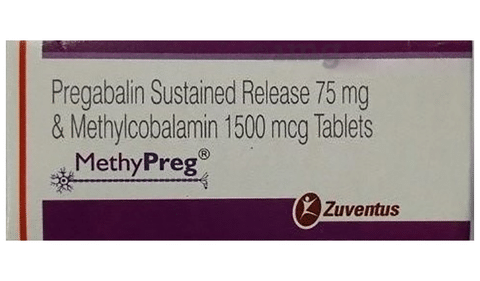 Pregabalin Sustained Release 75 mg
& Methylcobalamin 1500 mcg Tablets
MethyPreg®
Zuventus